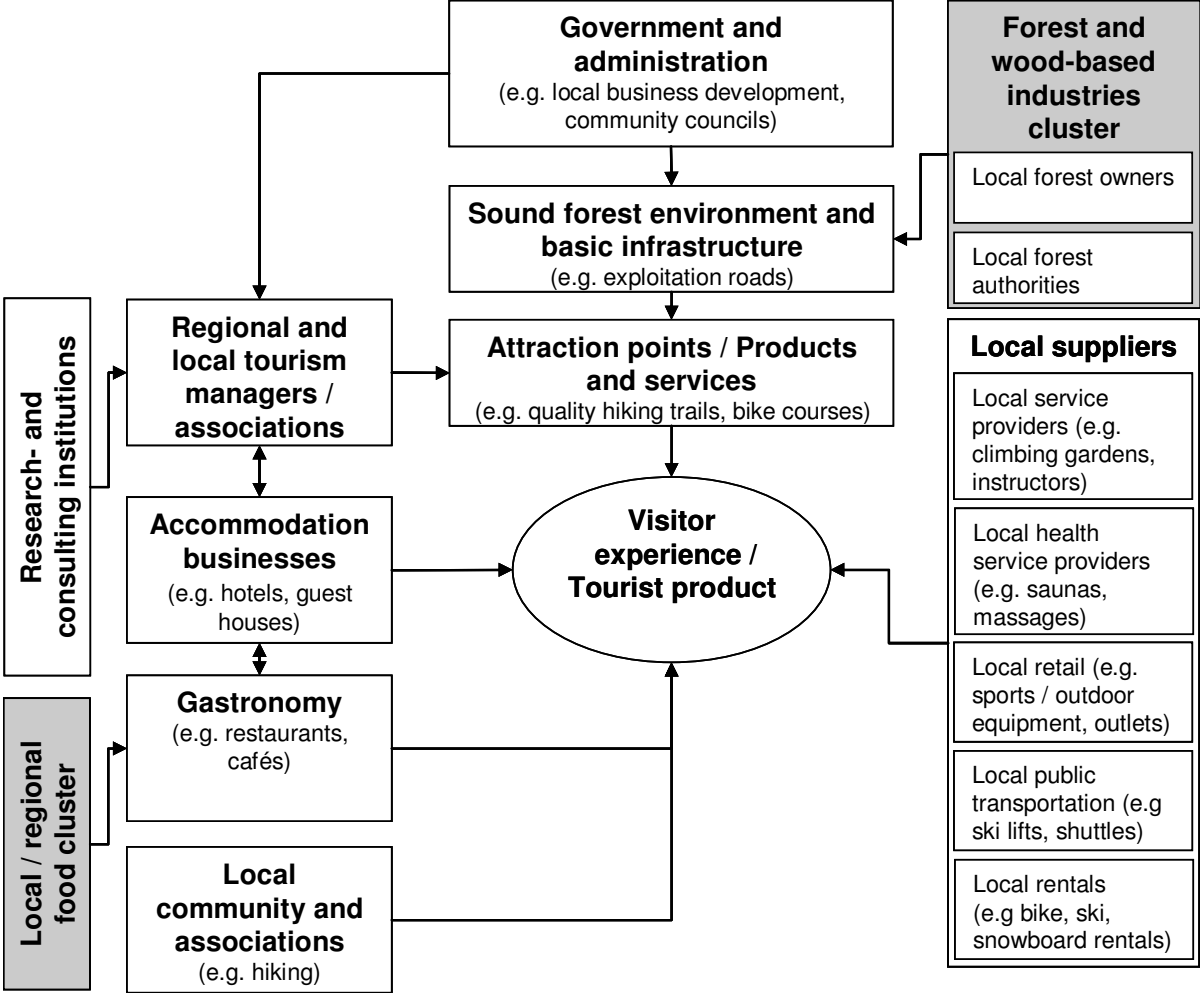 Government and
administration
(e.g. local business development,
community councils)
Forest and
wood-based
industries
cluster
Local forest owners
Local forest
authorities
Sound forest environment and
basic infrastructure
(e.g. exploitation roads)
Research- and
consulting institutions
Regional and
local tourism
managers /
associations
Attraction points / Products
and services
(e.g. quality hiking trails, bike courses)
Local suppliers
Local service
providers (e.g.
climbing gardens,
instructors)
Local health
service providers
(e.g. saunas,
massages)
Local retail (e.g.
sports / outdoor
equipment, outlets)
Local public
transportation (e.g
ski lifts, shuttles)
Local rentals
(e.g bike, ski,
snowboard rentals)
Accommodation
businesses
(e.g. hotels, guest
houses)
Visitor
experience /
Tourist product
Local / regional
food cluster
Gastronomy
(e.g. restaurants,
cafés)
Local
community and
associations
(e.g. hiking)